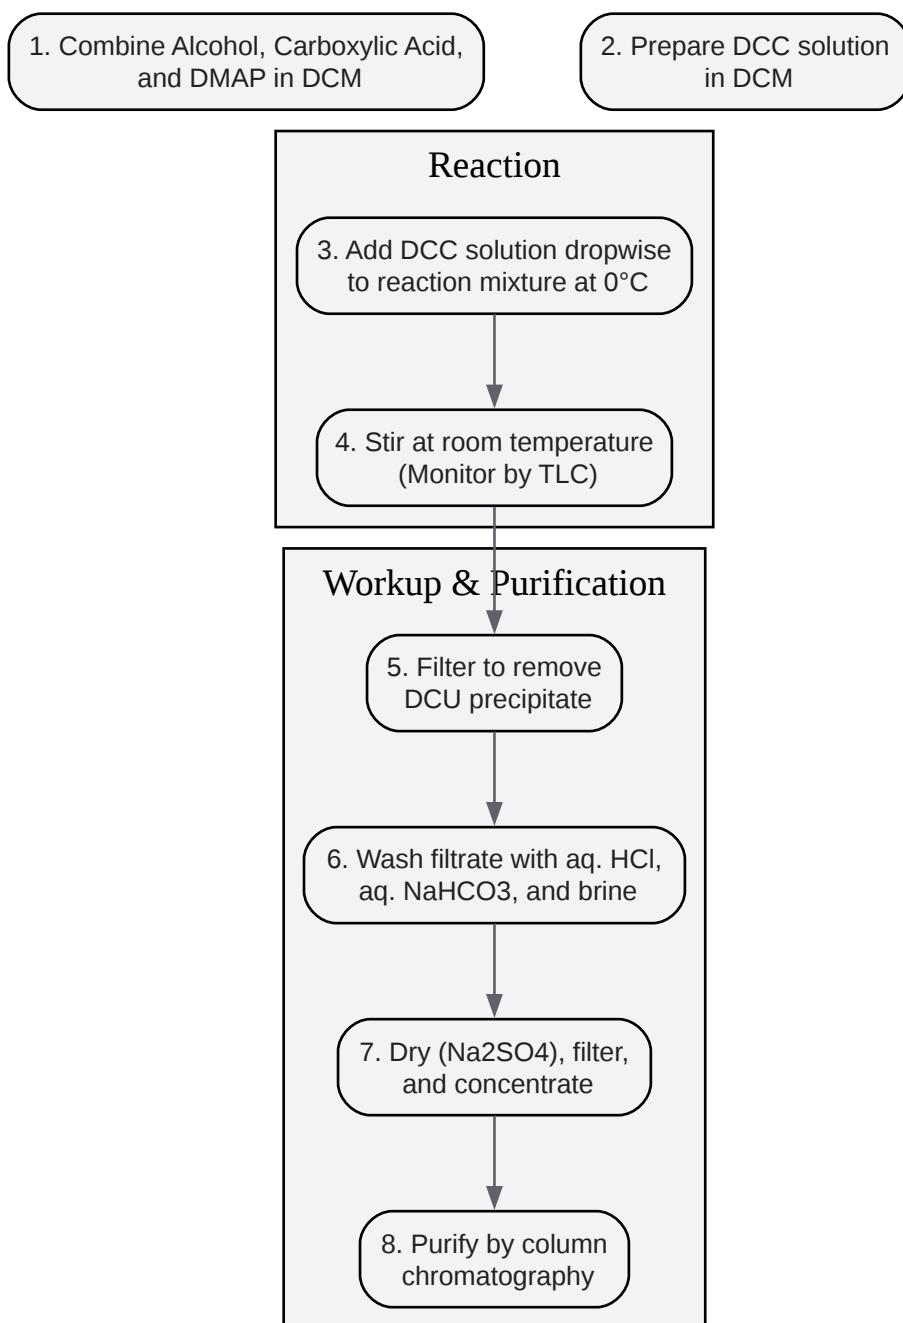 1. Combine Alcohol, Carboxylic Acid,
and DMAP in DCM
2. Prepare DCC solution
in DCM
Reaction
3. Add DCC solution dropwise
to reaction mixture at 0°C
4. Stir at room temperature
(Monitor by TLC)
Workup & Purification
5. Filter to remove
DCU precipitate
6. Wash filtrate with aq. HCl,
aq. NaHCO3, and brine
7. Dry (Na2SO4), filter,
and concentrate
8. Purify by column
chromatography